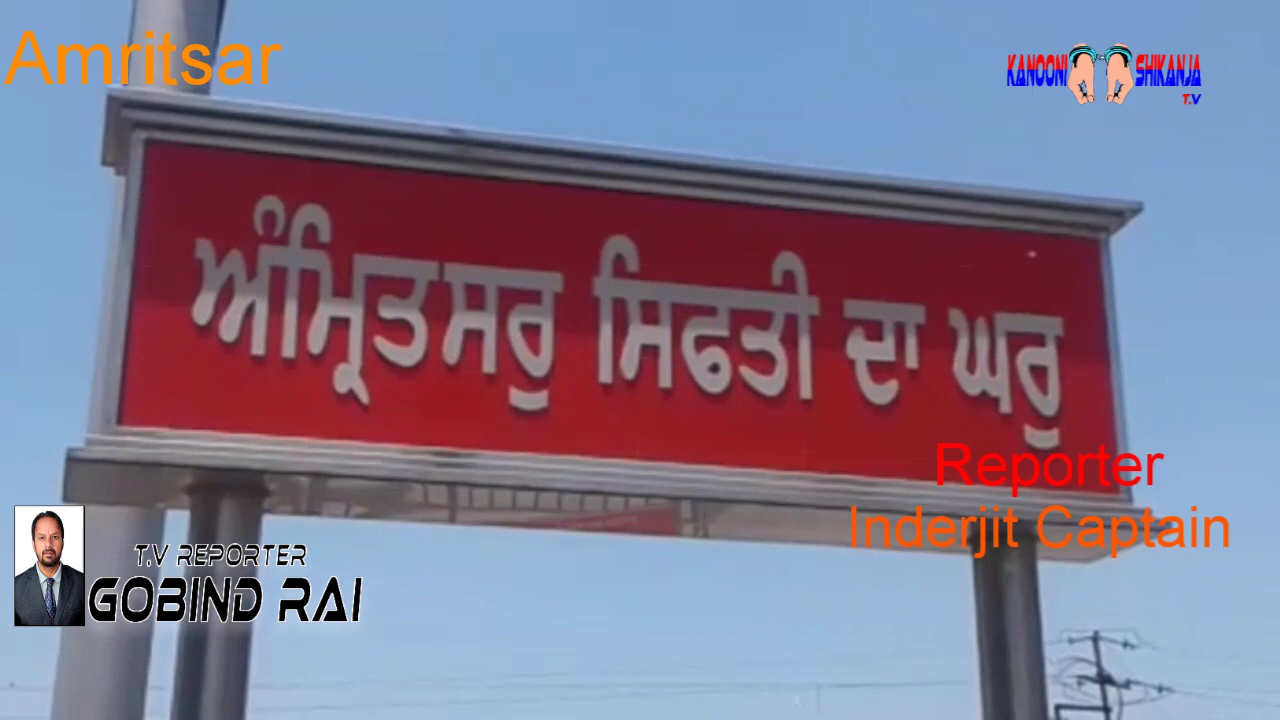 Amritsar
KANOONI SHIKANJA
T.V
ਅੰਮ੍ਰਿਤਸਰੁ ਸਿਫਤੀ ਦਾ ਘਰੁ
Reporter
Inderjit Captain
T.V REPORTER
GOBIND RAI